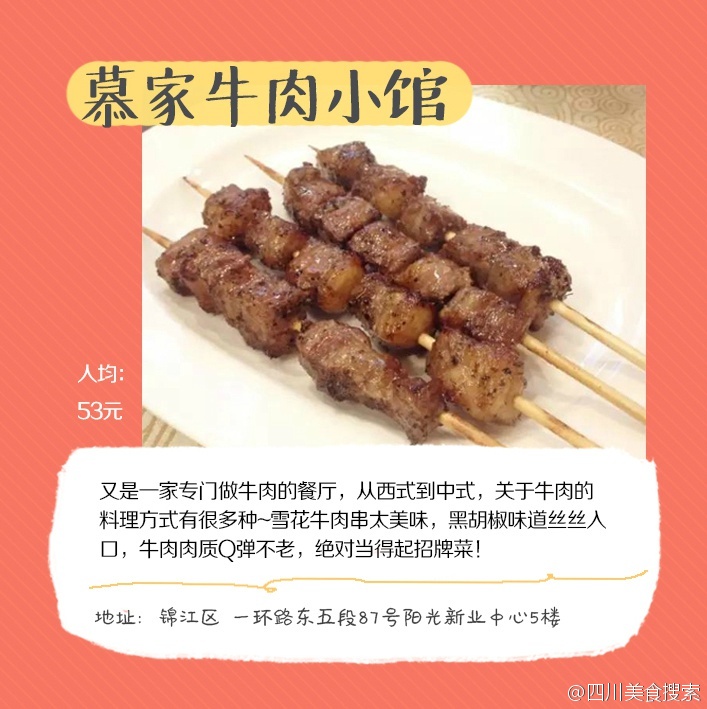 慕家牛肉小馆
人均:
53元
又是一家专门做牛肉的餐厅，从西式到中式，关于牛肉的
料理方式有很多种~雪花牛肉串太美味，黑胡椒味道丝丝入
口，牛肉肉质Q弹不老，绝对当得起招牌菜！
地址: 锦江区 一环路东五段87号阳光新业中心5楼
@四川美食搜索